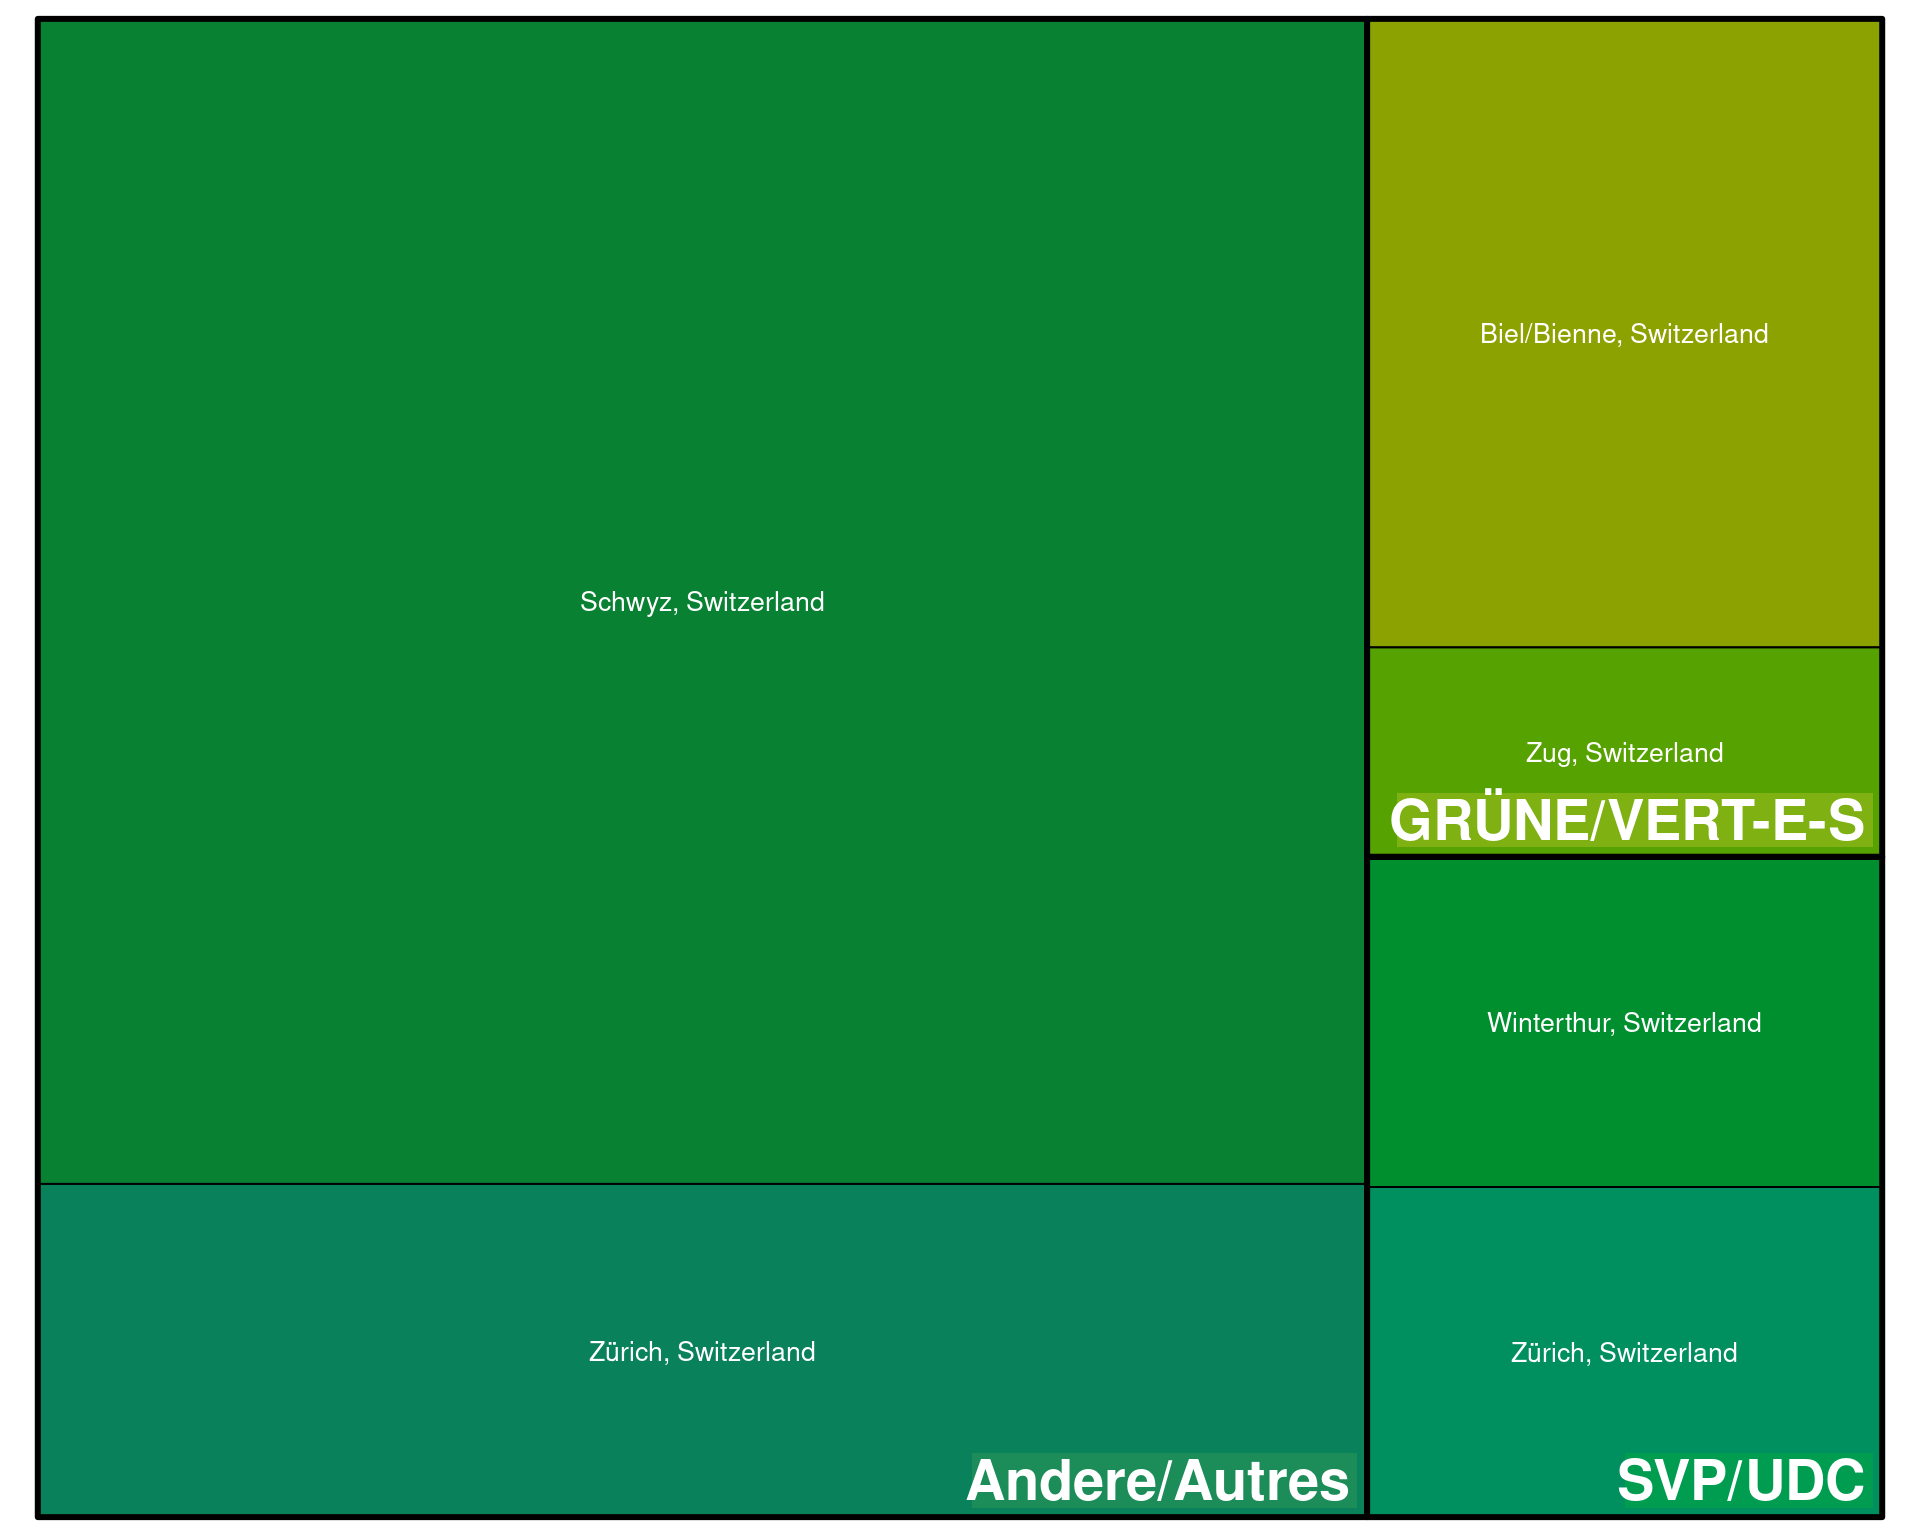 Schwyz, Switzerland
Zürich, Switzerland
Andere/Autres
Biel/Bienne, Switzerland
Zug, Switzerland
GRÜNE/VERT-E-S
Winterthur, Switzerland
Zürich, Switzerland
SVP/UDC